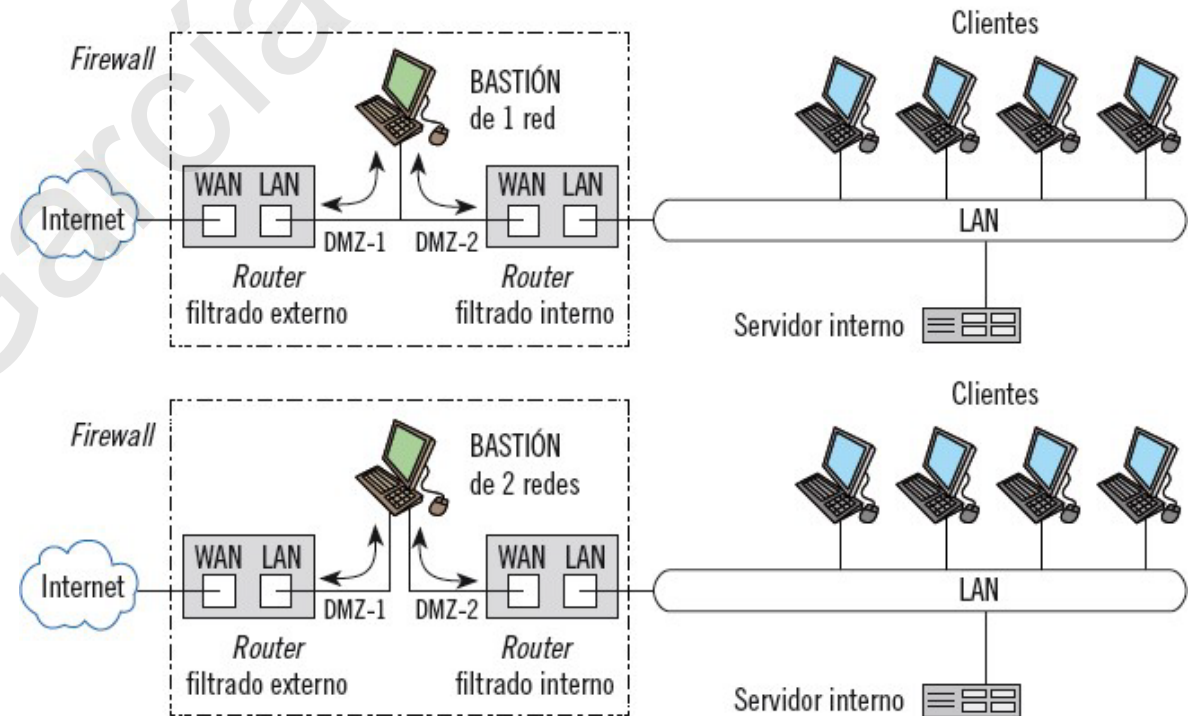 García
Clientes
Firewall
BASTIÓN
de 1 red
WAN LAN
WAN LAN
Internet
DMZ-1
DMZ-2
LAN
Router
filtrado externo
Router
filtrado interno
Servidor interno
Clientes
Firewall
BASTIÓN
de 2 redes
WAN LAN
WAN LAN
Internet
DMZ-1
DMZ-2
LAN
Router
filtrado externo
Router
filtrado interno
Servidor interno